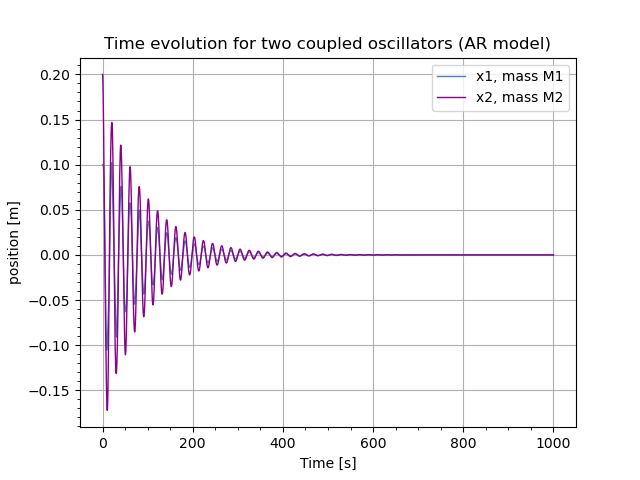 Time evolution for two coupled oscillators (AR model)
x1, mass M1
x2, mass M2
position [m]
0.20
0.15
0.10
0.05
0.00
−0.05
−0.10
−0.15
0
200
400
600
800
1000
Time [s]